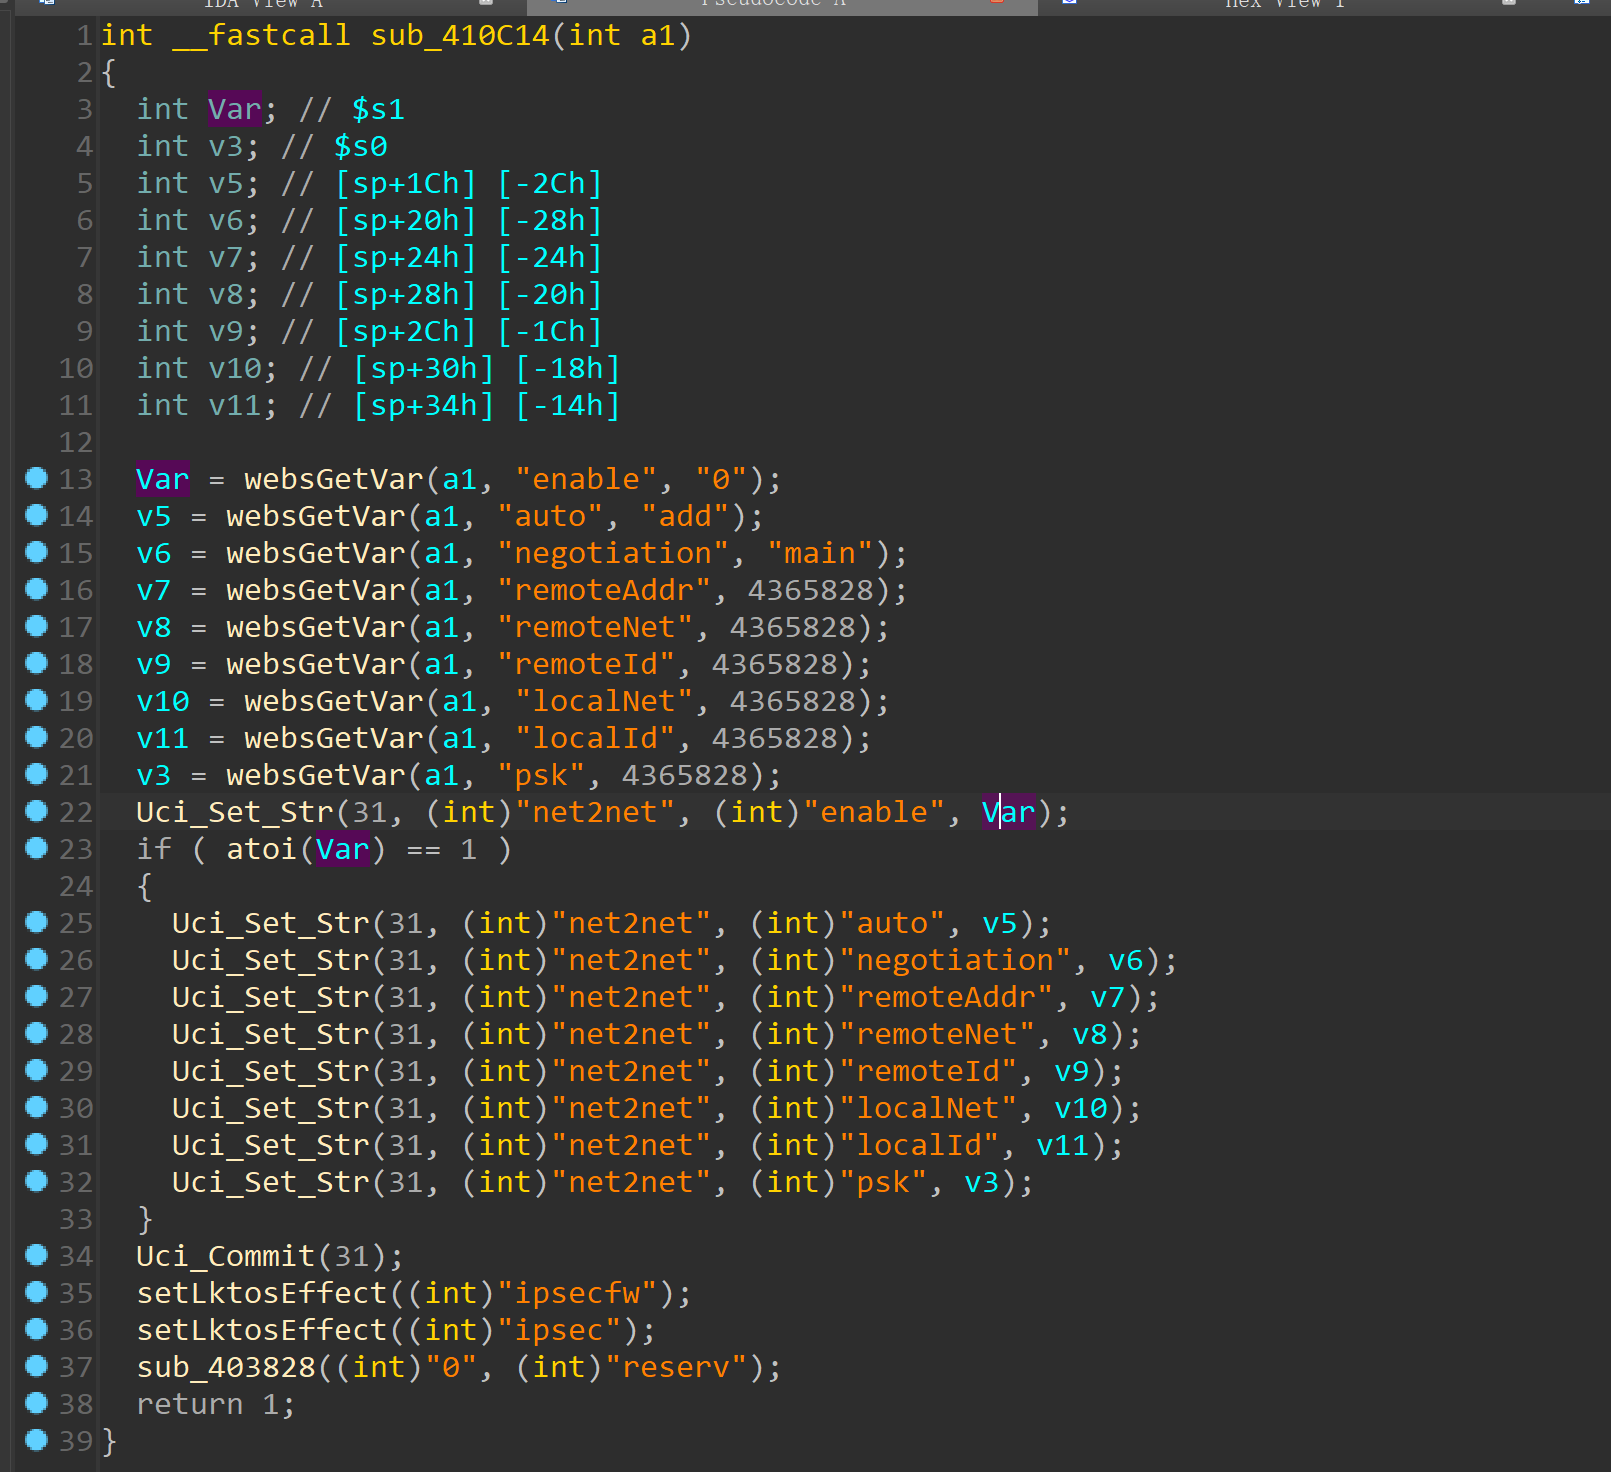 IDA View A
Pseudocode A
Hex View 1
1 int __fastcall sub_410C14(int a1)
2 {
3   int Var; // $s1
4   int v3; // $s0
5   int v5; // [sp+1Ch] [-2Ch]
6   int v6; // [sp+20h] [-28h]
7   int v7; // [sp+24h] [-24h]
8   int v8; // [sp+28h] [-20h]
9   int v9; // [sp+2Ch] [-1Ch]
10   int v10; // [sp+30h] [-18h]
11   int v11; // [sp+34h] [-14h]
12
13   Var = websGetVar(a1, "enable", "0");
14   v5 = websGetVar(a1, "auto", "add");
15   v6 = websGetVar(a1, "negotiation", "main");
16   v7 = websGetVar(a1, "remoteAddr", 4365828);
17   v8 = websGetVar(a1, "remoteNet", 4365828);
18   v9 = websGetVar(a1, "remoteId", 4365828);
19   v10 = websGetVar(a1, "localNet", 4365828);
20   v11 = websGetVar(a1, "localId", 4365828);
21   v3 = websGetVar(a1, "psk", 4365828);
22   Uci_Set_Str(31, (int)"net2net", (int)"enable", Var);
23   if ( atoi(Var) == 1 )
24   {
25     Uci_Set_Str(31, (int)"net2net", (int)"auto", v5);
26     Uci_Set_Str(31, (int)"net2net", (int)"negotiation", v6);
27     Uci_Set_Str(31, (int)"net2net", (int)"remoteAddr", v7);
28     Uci_Set_Str(31, (int)"net2net", (int)"remoteNet", v8);
29     Uci_Set_Str(31, (int)"net2net", (int)"remoteId", v9);
30     Uci_Set_Str(31, (int)"net2net", (int)"localNet", v10);
31     Uci_Set_Str(31, (int)"net2net", (int)"localId", v11);
32     Uci_Set_Str(31, (int)"net2net", (int)"psk", v3);
33   }
34   Uci_Commit(31);
35   setLktosEffect((int)"ipsecfw");
36   setLktosEffect((int)"ipsec");
37   sub_403828((int)"0", (int)"reserv");
38   return 1;
39 }